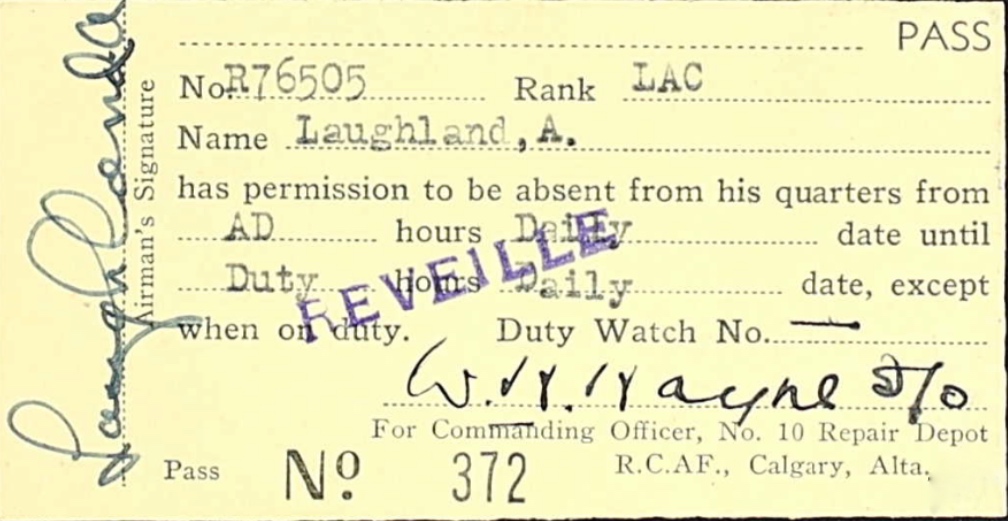 PASS
No. R76505 Rank LAC
Name Laughland, A.
has permission to be absent from his quarters from
AD hours Daily date until
Duty hours Daily date, except
REVEILLE
when on duty. Duty Watch No. —
W. H. Hayne F/O
For Commanding Officer, No. 10 Repair Depot
R.C.AF., Calgary, Alta.
Pass No 372
Airman's Signature